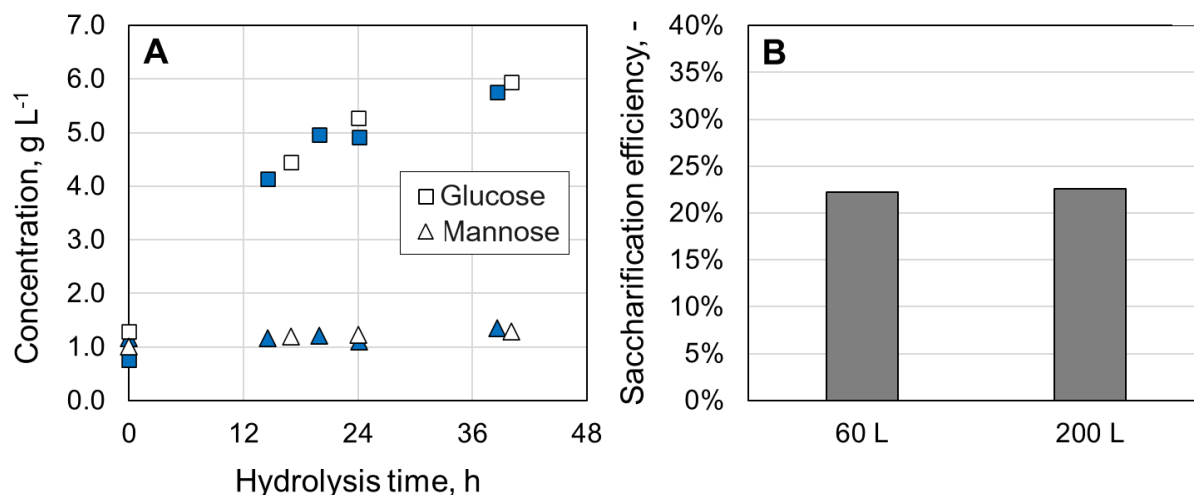 A
Concentration, g L-1
7.0
6.0
5.0
4.0
3.0
2.0
1.0
0.0
Glucose
Mannose
0 12 24 36 48
Hydrolysis time, h
B
Saccharification efficiency, -
40%
35%
30%
25%
20%
15%
10%
5%
0%
60 L 200 L